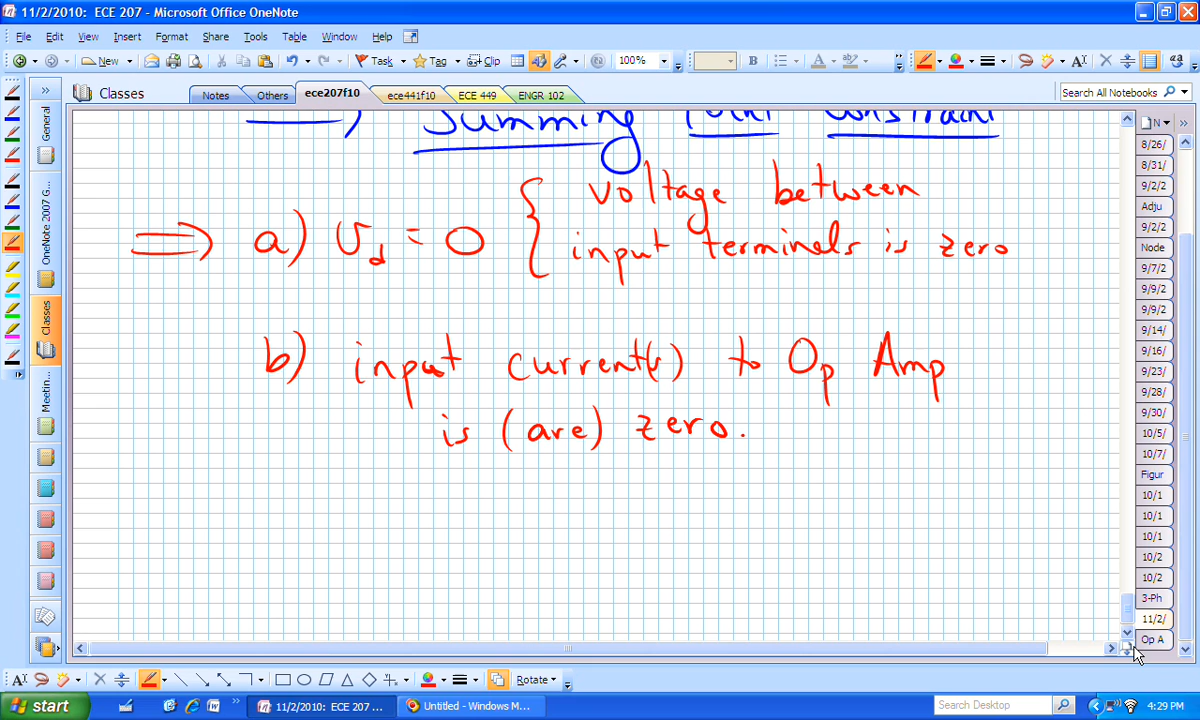 11/2/2010: ECE 207 - Microsoft Office OneNote
File Edit View Insert Format Share Tools Table Window Help
New Task Tag Clip 100% B A ab A
Classes Notes Others ece207f10 ece441f10 ECE 449 ENGR 102 Search All Notebooks
General
OneNote 2007 G...
Classes
Meetin...
Summing Point Constraint
⇒ a) v_d = 0 { voltage between
input terminals is zero
b) input current(s) to Op Amp
is (are) zero.
N
8/26/
8/31/
9/2/2
Adju
9/2/2
Node
9/7/2
9/9/2
9/9/2
9/14/
9/16/
9/23/
9/28/
9/30/
10/5/
10/7/
Figur
10/1
10/1
10/1
10/2
10/2
3-Ph
11/2/
Op A
A Rotate
start 11/2/2010: ECE 207 ... Untitled - Windows M... Search Desktop 4:29 PM